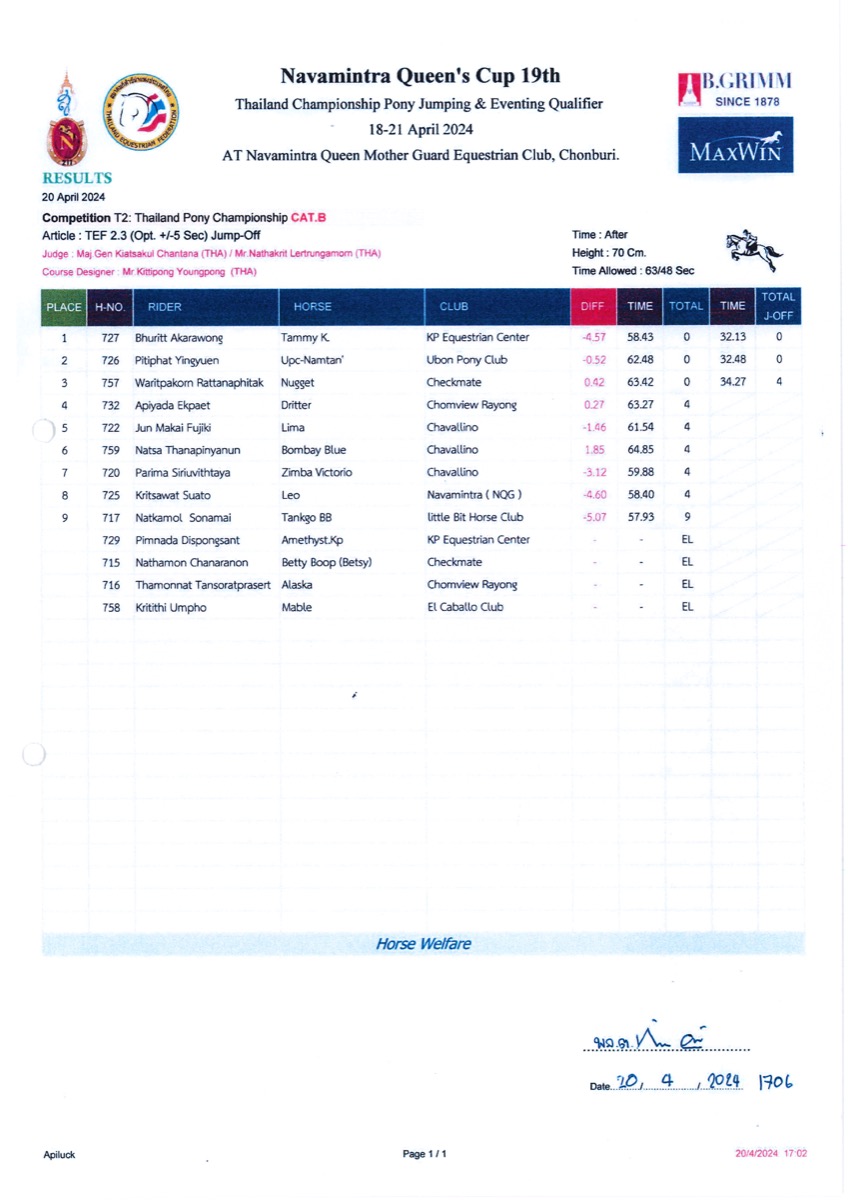 Navamintra Queen's Cup 19th
Thailand Championship Pony Jumping & Eventing Qualifier
18-21 April 2024
AT Navamintra Queen Mother Guard Equestrian Club, Chonburi.
B.GRIMM
SINCE 1878
MAXWIN
THAILAND EQUESTRIAN FEDERATION
RESULTS
20 April 2024
Competition T2: Thailand Pony Championship CAT.B
Article : TEF 2.3 (Opt. +/-5 Sec) Jump-Off
Time : After
Judge : Maj.Gen Kiatsakul Chantana (THA) / Mr.Nathakrit Lertrungamorn (THA)
Height : 70 Cm.
Course Designer : Mr.Kittipong Youngpong (THA)
Time Allowed : 63/48 Sec
PLACE H-NO. RIDER HORSE CLUB DIFF TIME TOTAL TIME TOTAL J-OFF
1 727 Bhuritt Akarawong Tammy K. KP Equestrian Center -4.57 58.43 0 32.13 0
2 726 Pitiphat Yingyuen Upc-Namtan' Ubon Pony Club -0.52 62.48 0 32.48 0
3 757 Waritpakorn Rattanaphitak Nugget Checkmate 0.42 63.42 0 34.27 4
4 732 Apiyada Ekpaet Dritter Chomview Rayong 0.27 63.27 4
5 722 Jun Makai Fujiki Lima Chavallino -1.46 61.54 4
6 759 Natsa Thanapinyanun Bombay Blue Chavallino 1.85 64.85 4
7 720 Parima Siriuvithtaya Zimba Victorio Chavallino -3.12 59.88 4
8 725 Kritsawat Suato Leo Navamintra ( NQG ) -4.60 58.40 4
9 717 Natkamol Sonamai Tankgo BB little Bit Horse Club -5.07 57.93 9
729 Pimnada Dispongsant Amethyst.Kp KP Equestrian Center - - EL
715 Nathamon Chanaranon Betty Boop (Betsy) Checkmate - - EL
716 Thamonnat Tansoratprasert Alaska Chomview Rayong - - EL
758 Kritithi Umpho Mable El Caballo Club - - EL
Horse Welfare
Date 20, 4 , 2024 1706
Apiluck
Page 1 / 1
20/4/2024 17:02